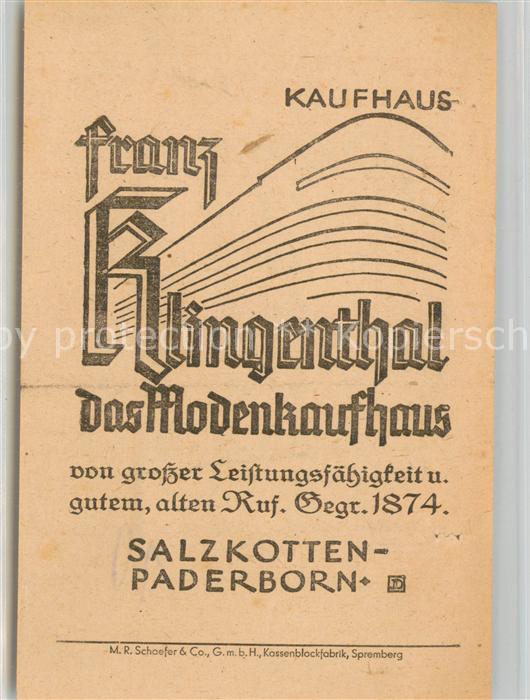 KAUFHAUS
franz
Klingenthal
das Modenkaufhaus
von großer Leistungsfähigkeit u.
gutem, alten Ruf. Gegr. 1874.
SALZKOTTEN-
PADERBORN
M. R. Schaefer & Co., G. m. b. H., Kassenblockfabrik, Spremberg